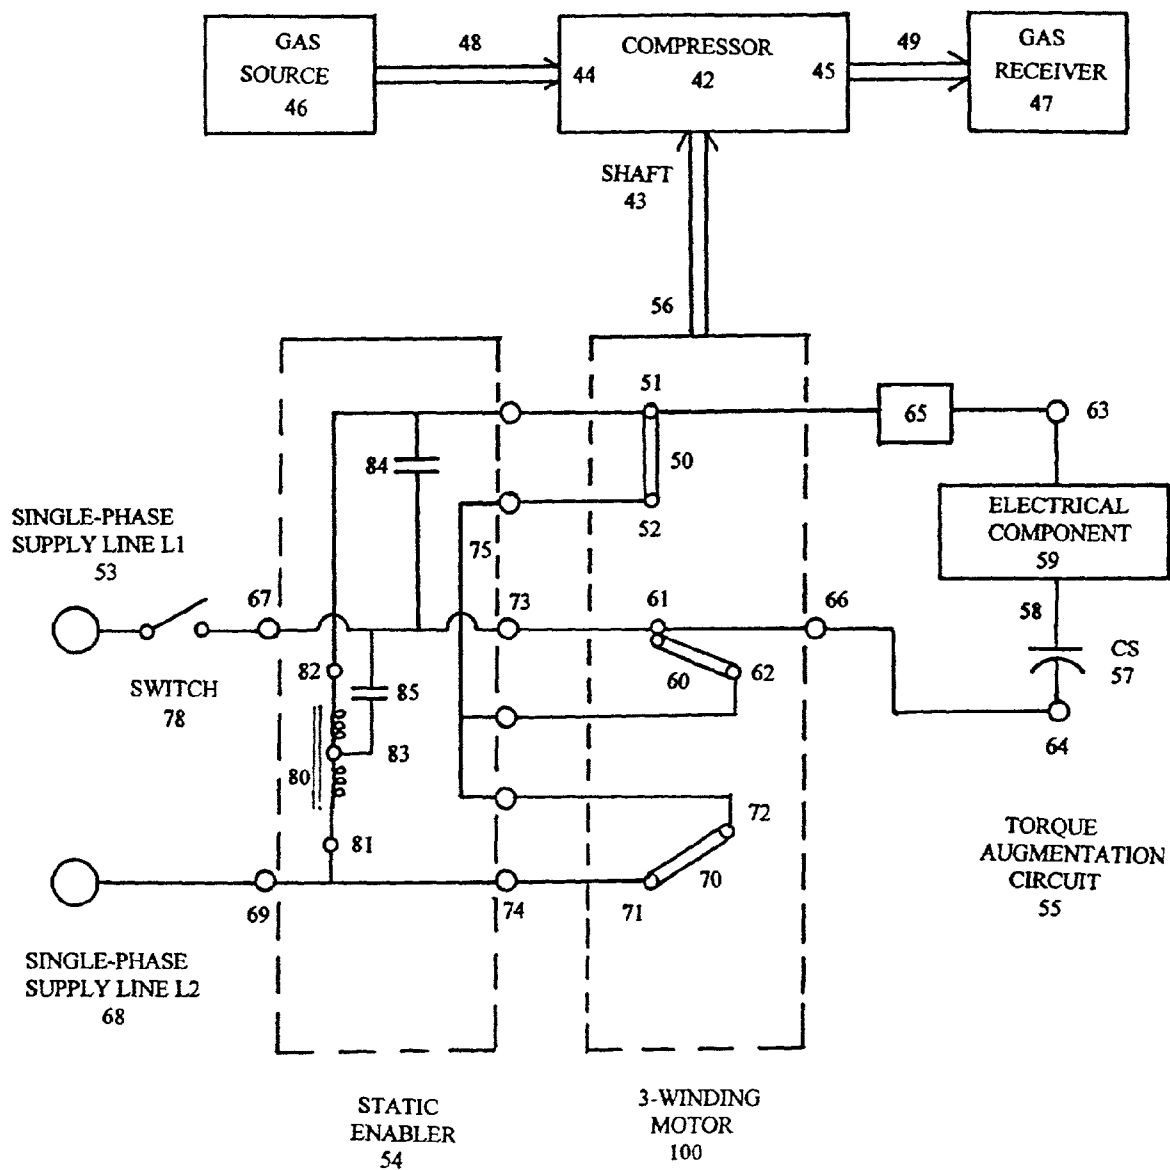 GAS
SOURCE
46
48
44
COMPRESSOR
42
45
49
GAS
RECEIVER
47
SHAFT
43
56
51
65
63
84
50
ELECTRICAL
COMPONENT
59
SINGLE-PHASE
SUPPLY LINE L1
53
75
52
67
73
61
66
58
CS
57
SWITCH
78
82
85
60
62
64
80
83
81
72
TORQUE
AUGMENTATION
CIRCUIT
55
70
69
74
71
SINGLE-PHASE
SUPPLY LINE L2
68
STATIC
ENABLER
54
3-WINDING
MOTOR
100